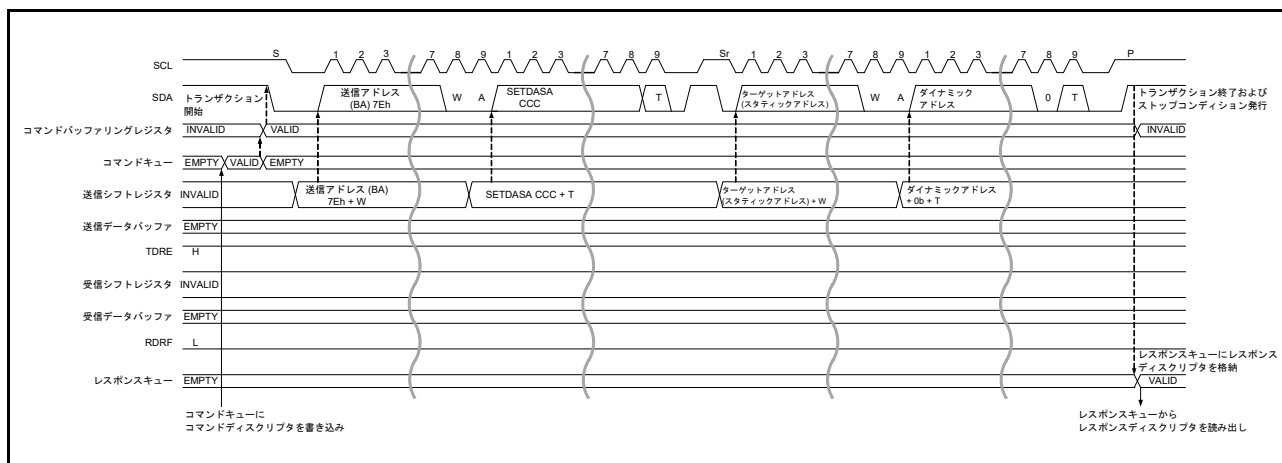 S 1 2 3 7 8 9 1 2 3 7 8 9 Sr 1 2 3 7 8 9 1 2 3 7 8 9 P
SCL
SDA
トランザクション
開始
送信アドレス
(BA) 7Eh
W A
SETDASA
CCC
T
ターゲットアドレス
(スタティックアドレス)
W A
ダイナミック
アドレス
0 T
トランザクション終了および
ストップコンディション発行
コマンドバッファリングレジスタ INVALID VALID INVALID
コマンドキュー EMPTY VALID EMPTY
送信シフトレジスタ INVALID
送信アドレス (BA)
7Eh + W
SETDASA CCC + T
ターゲットアドレス
(スタティックアドレス) + W
ダイナミックアドレス
+ 0b + T
送信データバッファ EMPTY
TDRE H
受信シフトレジスタ INVALID
受信データバッファ EMPTY
RDRF L
レスポンスキューにレスポンス
ディスクリプタを格納
レスポンスキュー EMPTY VALID
コマンドキューに
コマンドディスクリプタを書き込み
レスポンスキューから
レスポンスディスクリプタを読み出し